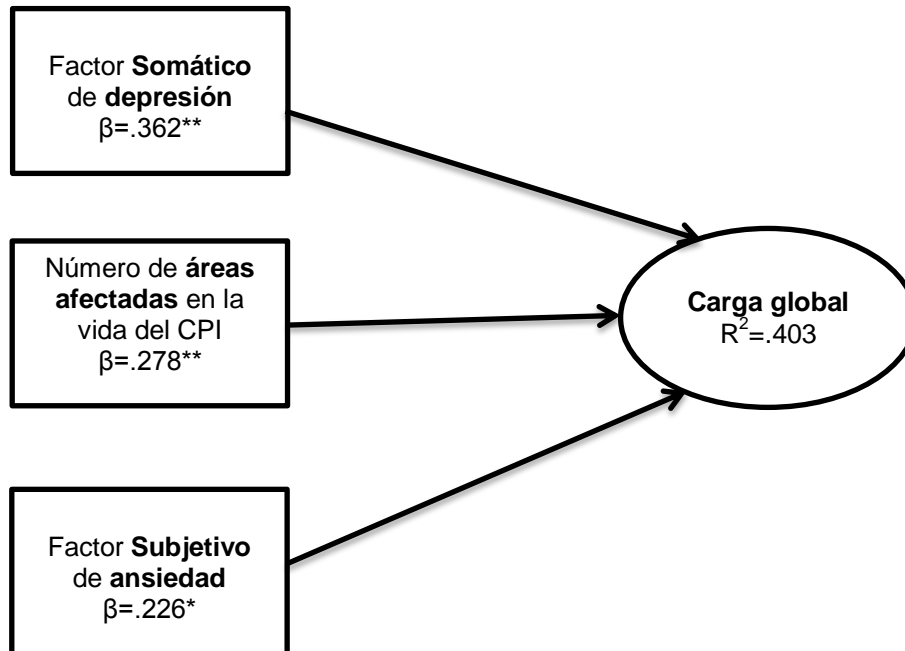 Factor Somático
de depresión
β=.362**
Número de áreas
afectadas en la
vida del CPI
β=.278**
Factor Subjetivo
de ansiedad
β=.226*
Carga global
R²=.403